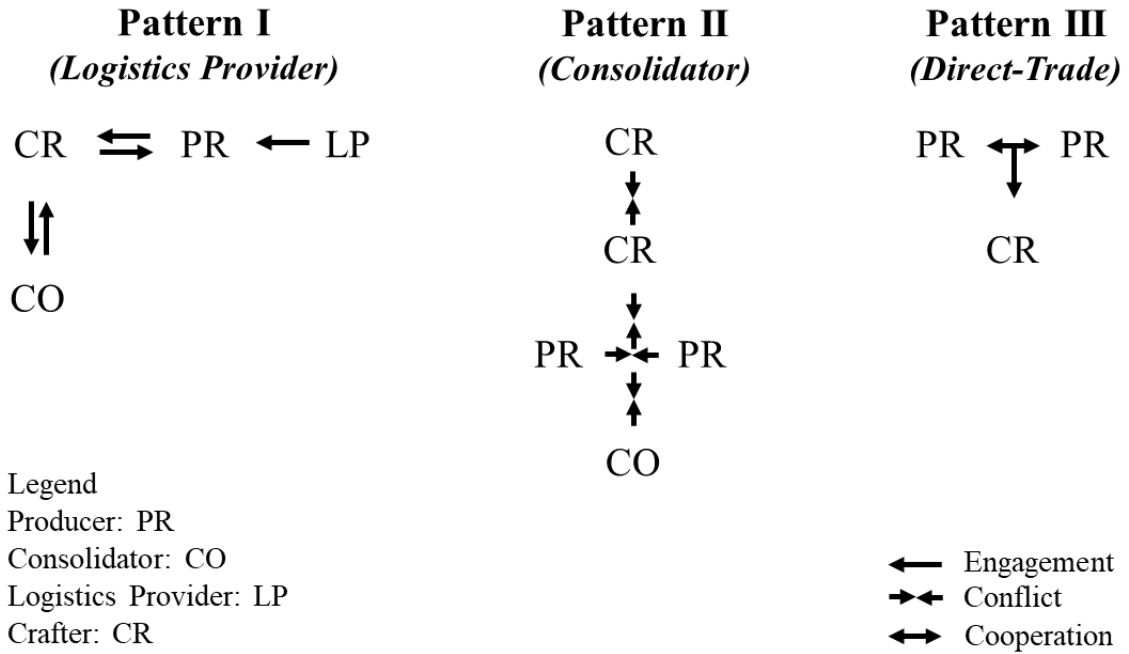 Pattern I
(Logistics Provider)
CR PR LP
CO
Pattern II
(Consolidator)
CR
CR
PR PR
CO
Pattern III
(Direct-Trade)
PR PR
CR
Legend
Producer: PR
Consolidator: CO
Logistics Provider: LP
Crafter: CR
Engagement
Conflict
Cooperation